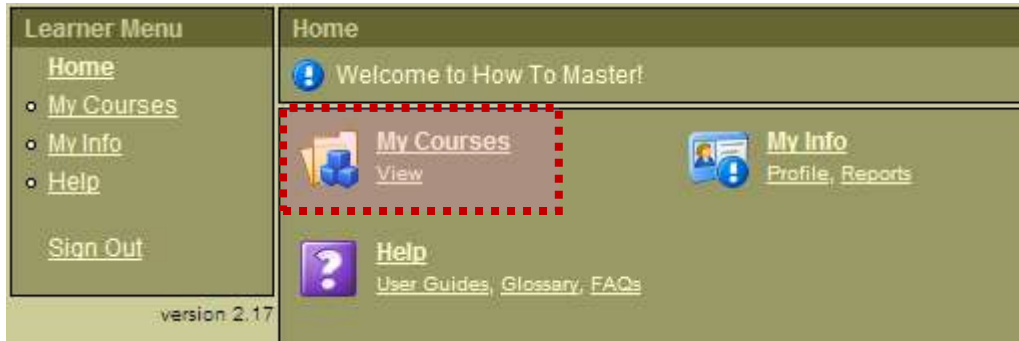 Learner Menu
Home
My Courses
My Info
Help
Sign Out
version 2.17
Home
Welcome to How To Master!
My Courses
View
My Info
Profile, Reports
Help
User Guides, Glossary, FAQs